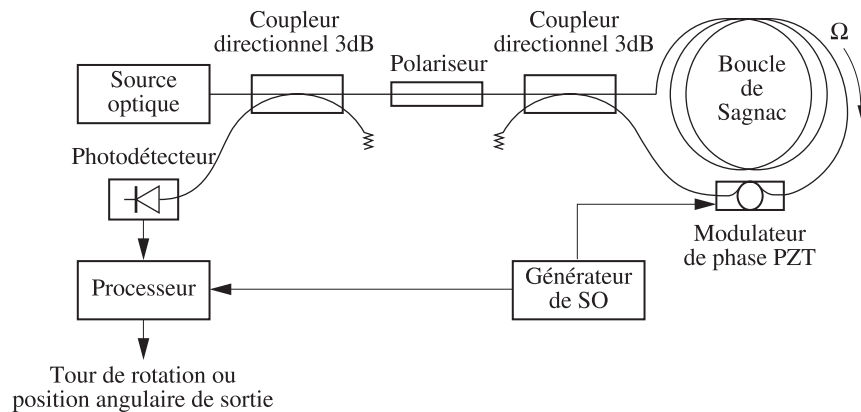 Coupleur
directionnel 3dB
Coupleur
directionnel 3dB
Polariseur
Source
optique
Boucle
de
Sagnac
Ω
Photodétecteur
Modulateur
de phase PZT
Processeur
Générateur
de SO
Tour de rotation ou
position angulaire de sortie